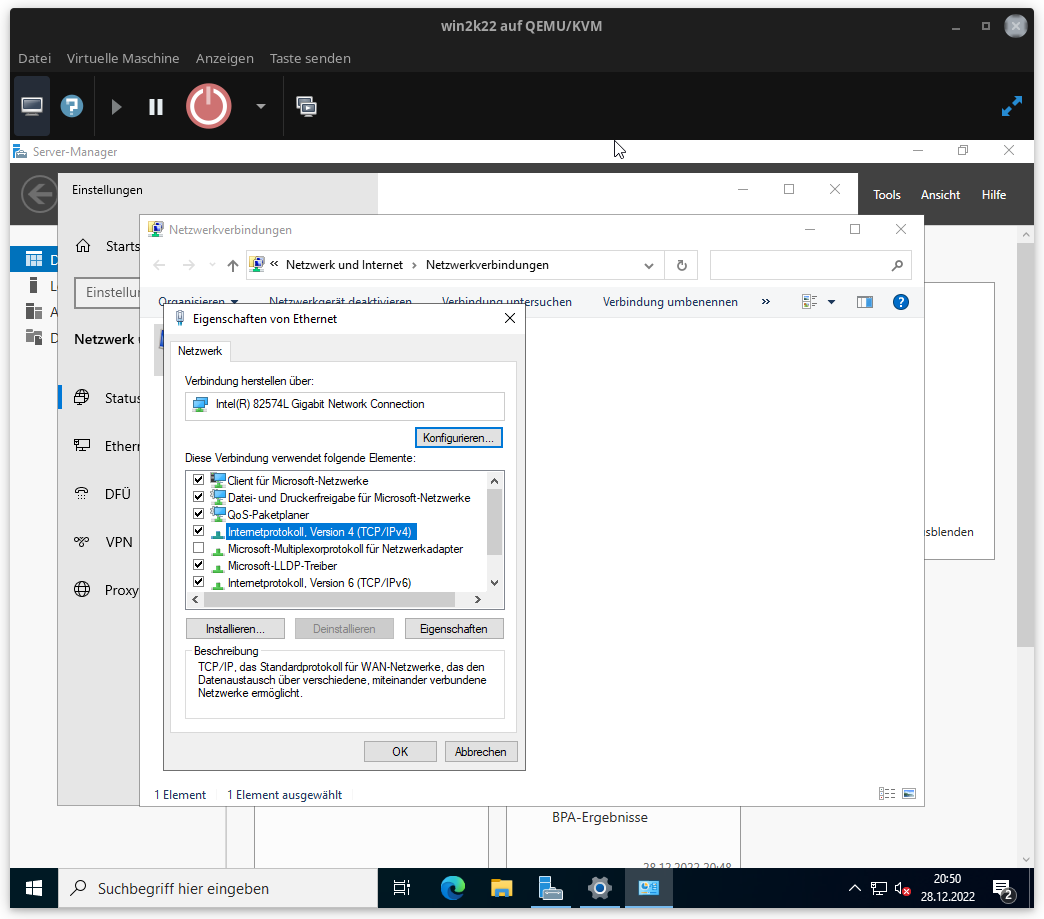 win2k22 auf QEMU/KVM
Datei Virtuelle Maschine Anzeigen Taste senden
Server-Manager
Tools Ansicht Hilfe
Einstellungen
Netzwerkverbindungen
« Netzwerk und Internet › Netzwerkverbindungen
Organisieren Netzwerkgerät deaktivieren Verbindung untersuchen Verbindung umbenennen »
Starts
Einstellur
Netzwerk
Status
Ethern
DFÜ
VPN
Proxy
Eigenschaften von Ethernet
Netzwerk
Verbindung herstellen über:
Intel(R) 82574L Gigabit Network Connection
Konfigurieren...
Diese Verbindung verwendet folgende Elemente:
Client für Microsoft-Netzwerke
Datei- und Druckerfreigabe für Microsoft-Netzwerke
QoS-Paketplaner
Internetprotokoll, Version 4 (TCP/IPv4)
Microsoft-Multiplexorprotokoll für Netzwerkadapter
Microsoft-LLDP-Treiber
Internetprotokoll, Version 6 (TCP/IPv6)
Installieren... Deinstallieren Eigenschaften
Beschreibung
TCP/IP, das Standardprotokoll für WAN-Netzwerke, das den
Datenaustausch über verschiedene, miteinander verbundene
Netzwerke ermöglicht.
OK Abbrechen
usblenden
1 Element 1 Element ausgewählt
BPA-Ergebnisse
28.12.2022 20:48
Suchbegriff hier eingeben
20:50
28.12.2022
2